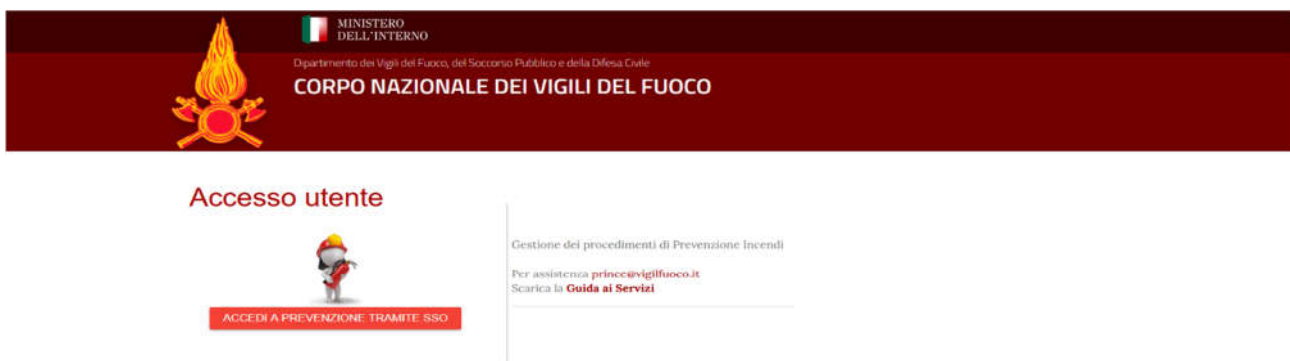 MINISTERO
DELL'INTERNO
Dipartimento dei Vigili del Fuoco, del Soccorso Pubblico e della Difesa Civile
CORPO NAZIONALE DEI VIGILI DEL FUOCO
Accesso utente
ACCEDI A PREVENZIONE TRAMITE SSO
Gestione dei procedimenti di Prevenzione Incendi
Per assistenza prince@vigilfuoco.it
Scarica la Guida ai Servizi